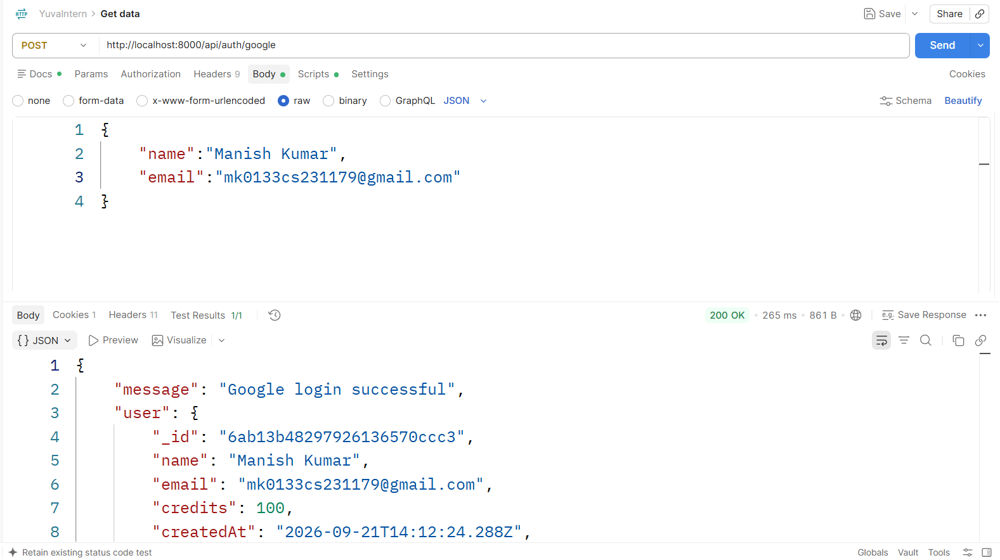 HTTP YuvaIntern > Get data Save Share
POST http://localhost:8000/api/auth/google Send
Docs Params Authorization Headers 9 Body Scripts Settings Cookies
none form-data x-www-form-urlencoded raw binary GraphQL JSON Schema Beautify
1 {
2 "name":"Manish Kumar",
3 "email":"mk0133cs231179@gmail.com"
4 }
Body Cookies 1 Headers 11 Test Results 1/1 200 OK • 265 ms • 861 B • e.g. Save Response
{} JSON Preview Visualize
1 {
2 "message": "Google login successful",
3 "user": {
4 "_id": "6ab13b48297926136570ccc3",
5 "name": "Manish Kumar",
6 "email": "mk0133cs231179@gmail.com",
7 "credits": 100,
8 "createdAt": "2026-09-21T14:12:24.288Z",
Retain existing status code test Globals Vault Tools